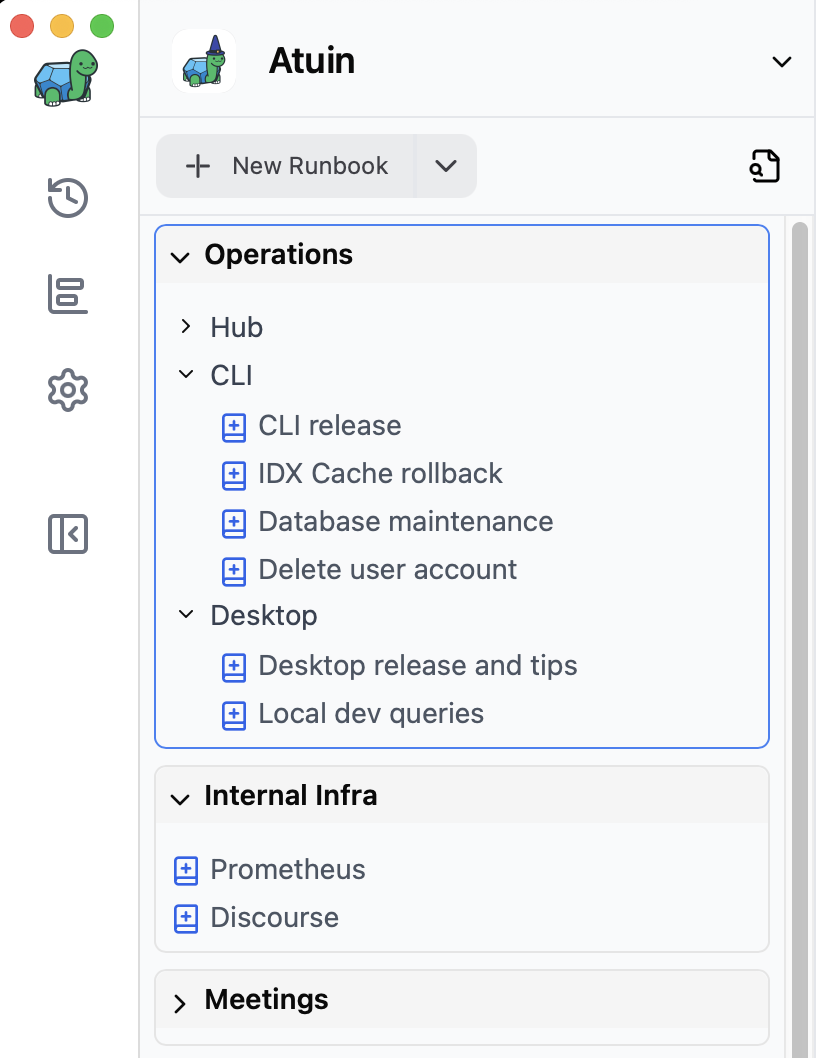 Atuin
New Runbook
Operations
Hub
CLI
CLI release
IDX Cache rollback
Database maintenance
Delete user account
Desktop
Desktop release and tips
Local dev queries
Internal Infra
Prometheus
Discourse
Meetings